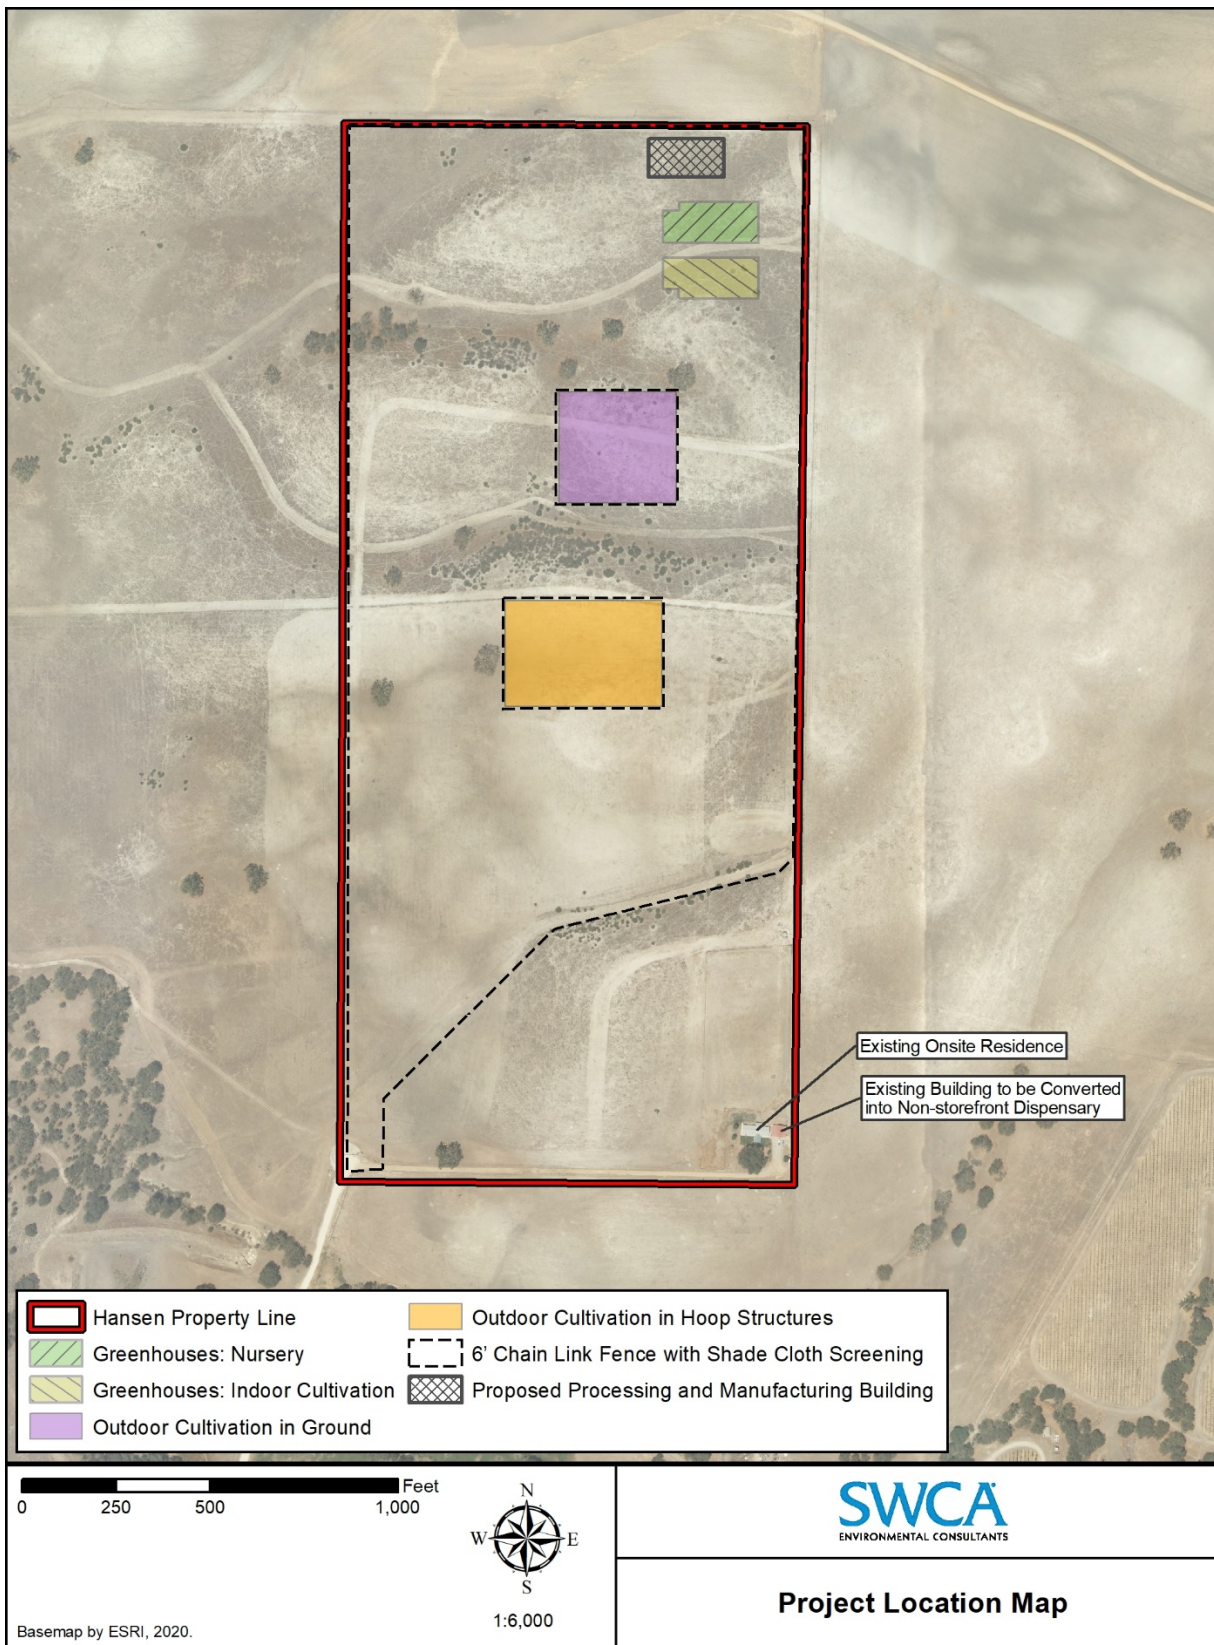 Existing Onsite Residence
Existing Building to be Converted
into Non-storefront Dispensary
Hansen Property Line
Greenhouses: Nursery
Greenhouses: Indoor Cultivation
Outdoor Cultivation in Ground
Outdoor Cultivation in Hoop Structures
6' Chain Link Fence with Shade Cloth Screening
Proposed Processing and Manufacturing Building
Feet
0 250 500 1,000
N
W E
S
1:6,000
Basemap by ESRI, 2020.
SWCA
ENVIRONMENTAL CONSULTANTS
Project Location Map